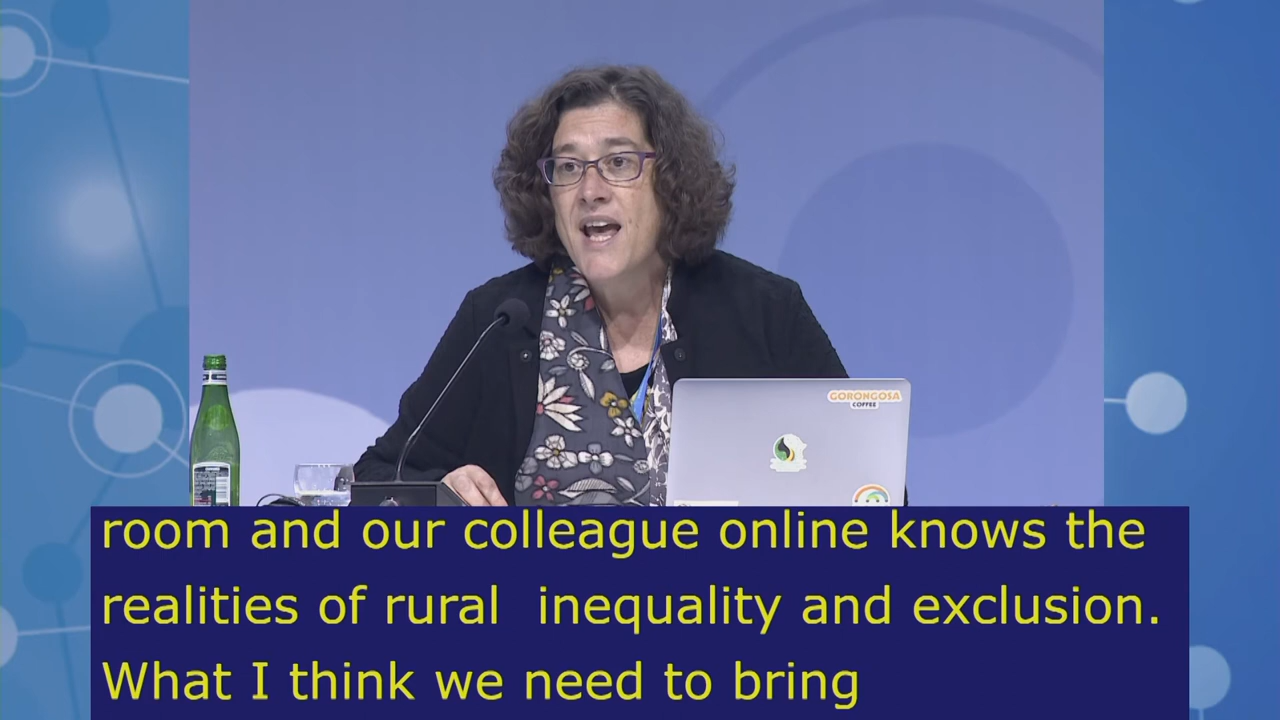 GORONGOSA
COFFEE
room and our colleague online knows the
realities of rural  inequality and exclusion.
What I think we need to bring